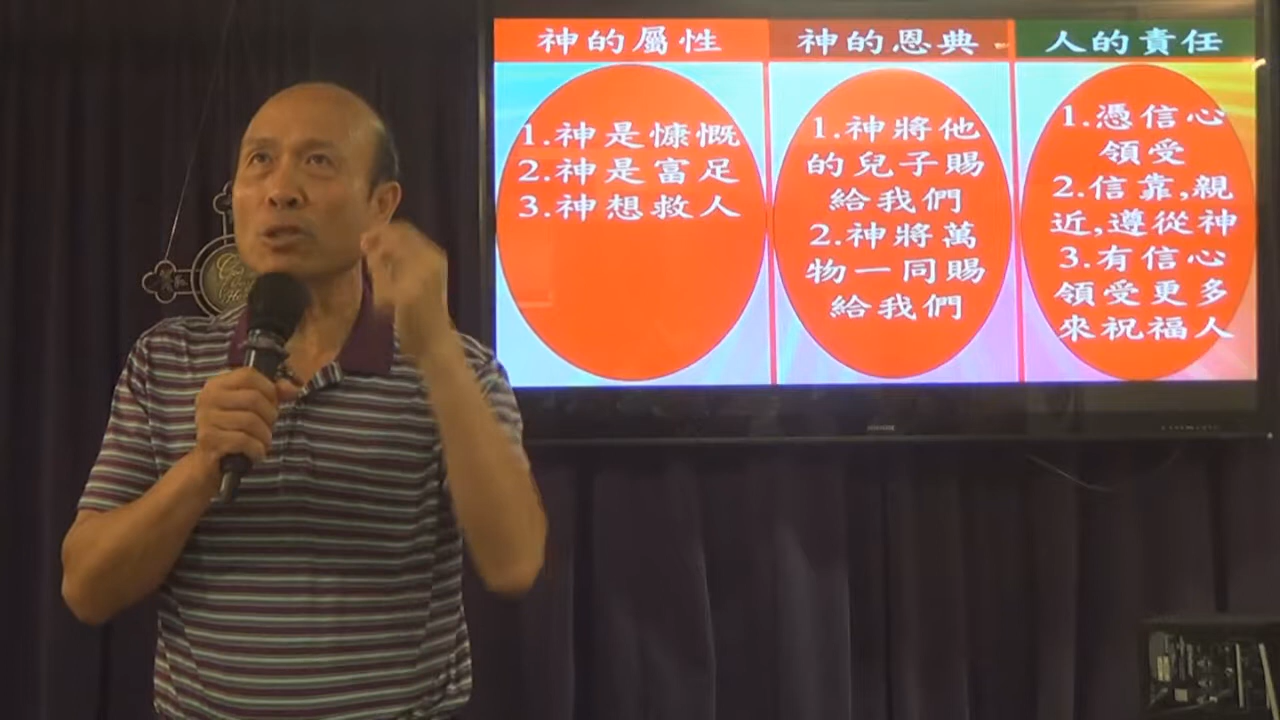 神的屬性
1.神是慷慨
2.神是富足
3.神想救人
神的恩典
1.神將他
的兒子賜
給我們
2.神將萬
物一同賜
給我們
人的責任
1.憑信心
領受
2.信靠,親
近,遵從神
3.有信心
領受更多
來祝福人